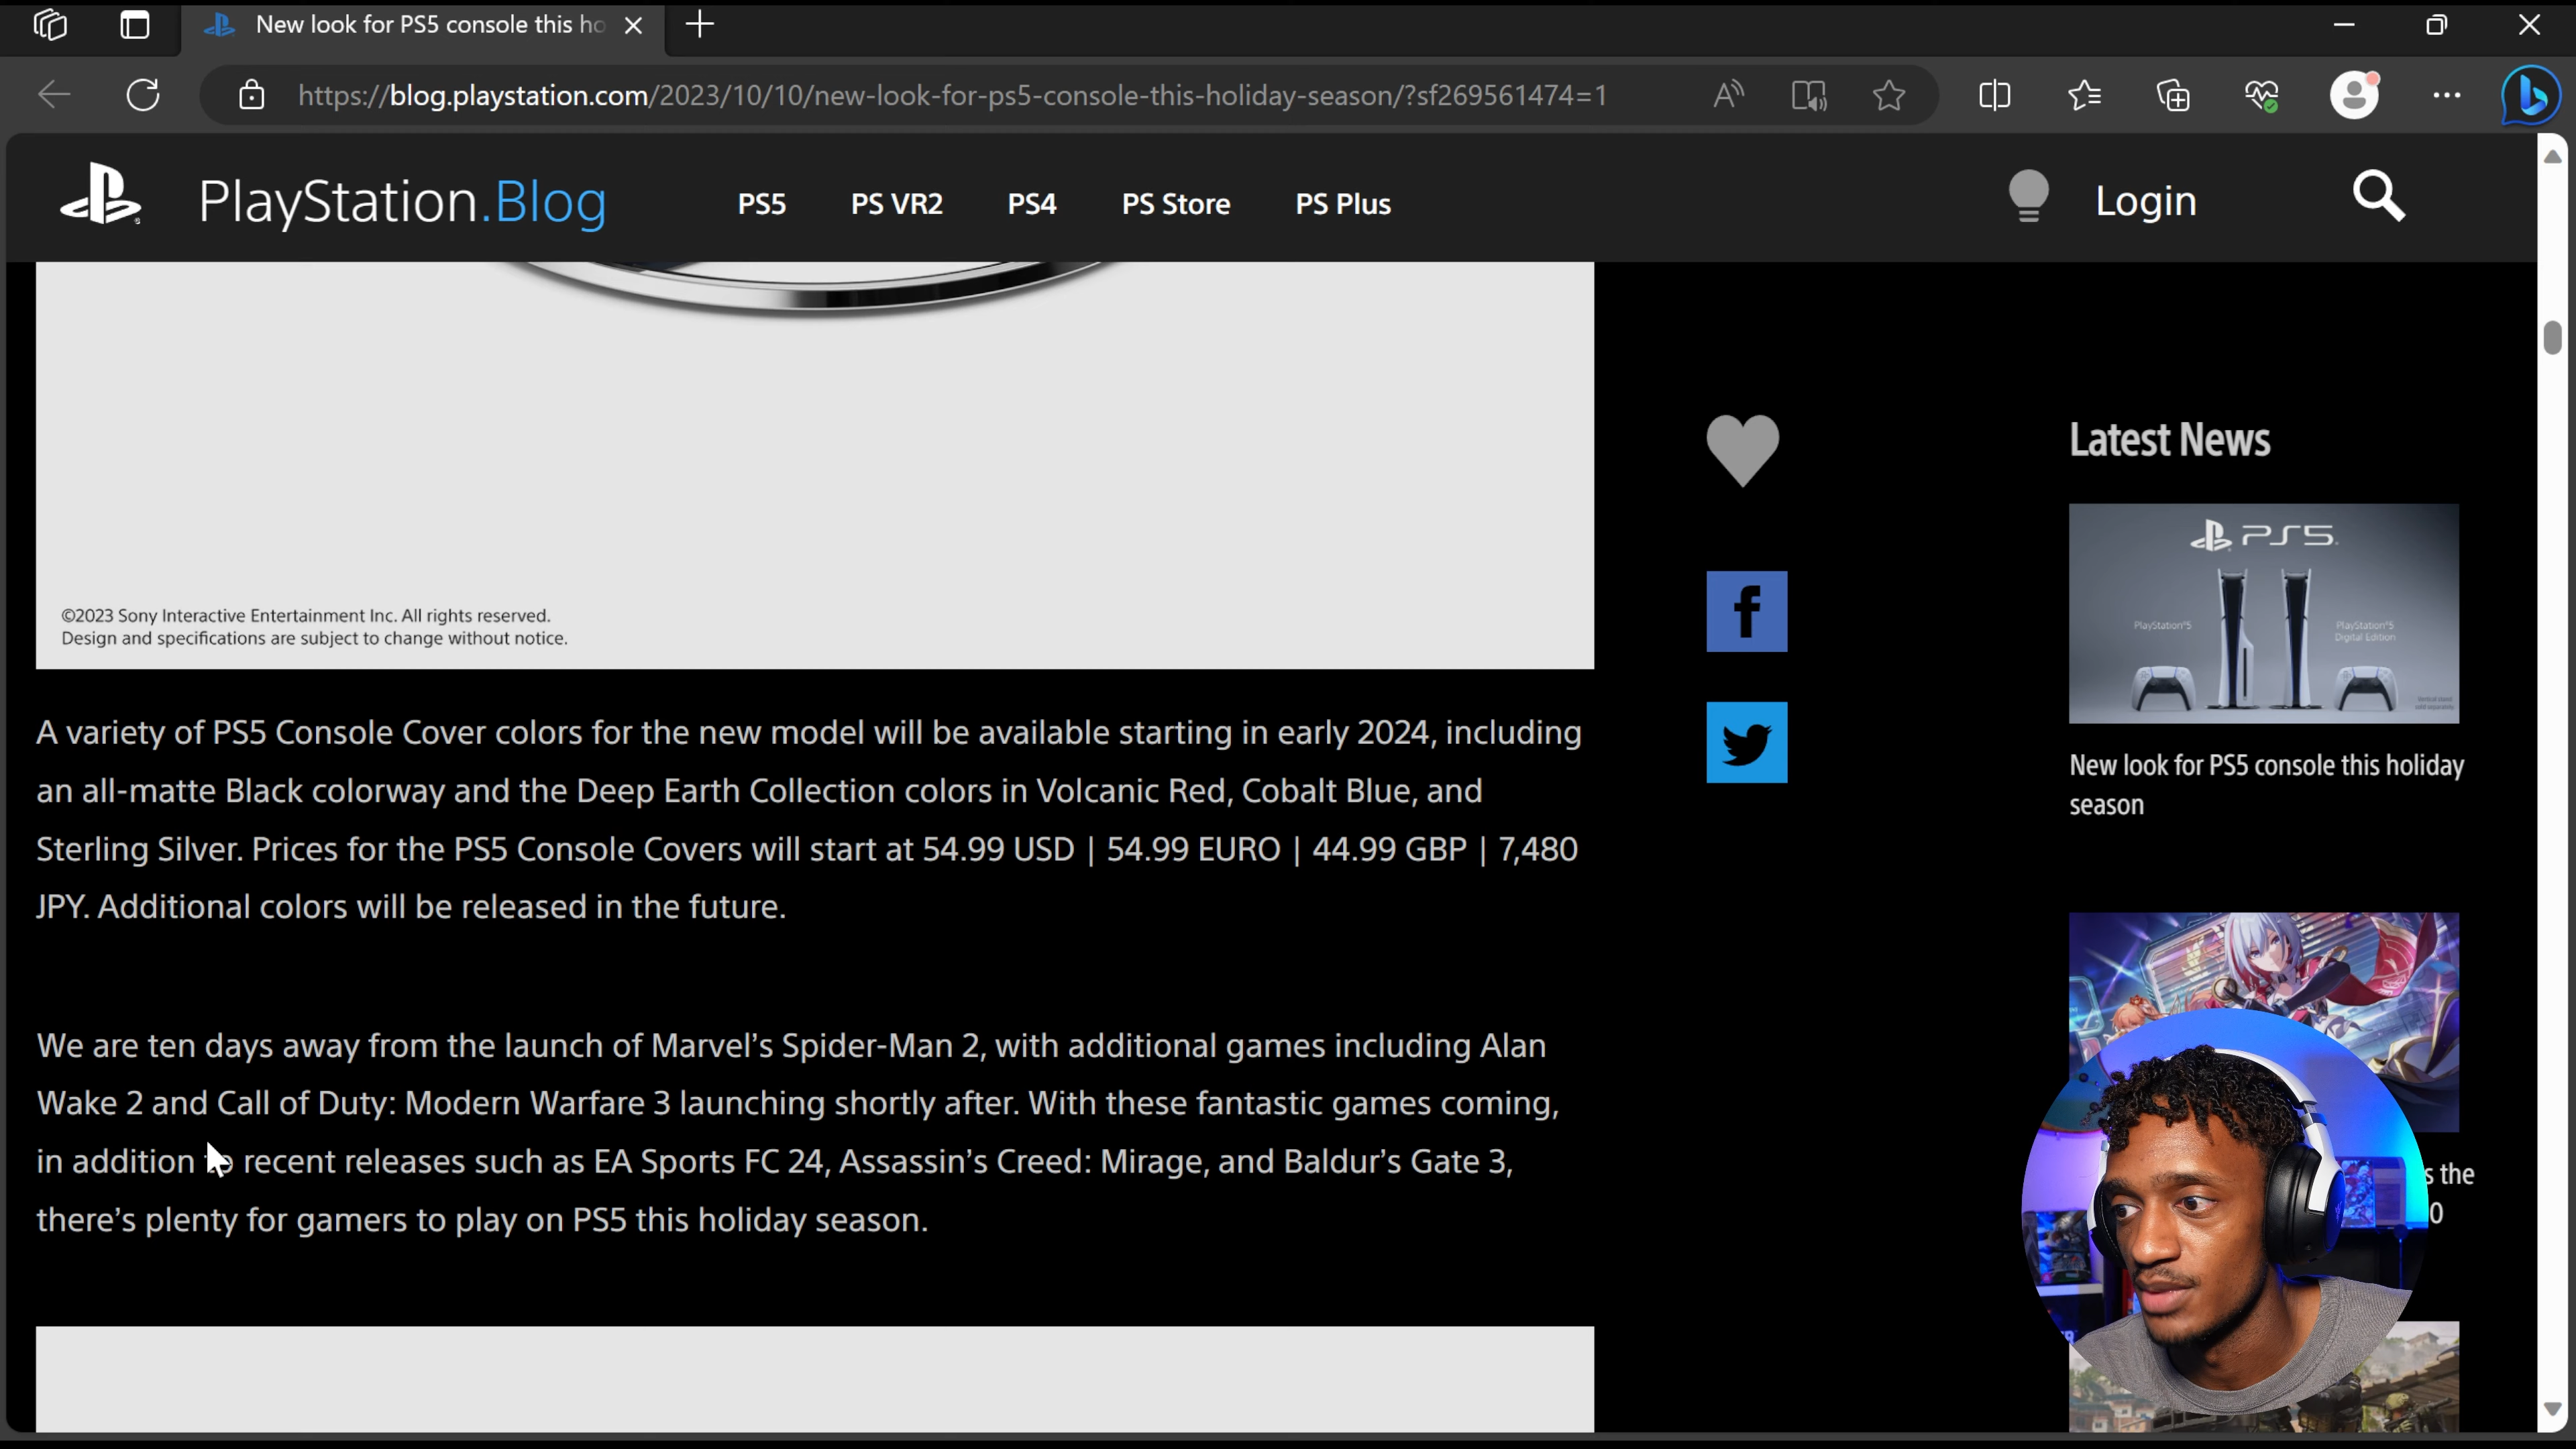 New look for PS5 console this ho
https://blog.playstation.com/2023/10/10/new-look-for-ps5-console-this-holiday-season/?sf269561474=1
PlayStation.Blog
PS5
PS VR2
PS4
PS Store
PS Plus
Login
©2023 Sony Interactive Entertainment Inc. All rights reserved.
Design and specifications are subject to change without notice.
A variety of PS5 Console Cover colors for the new model will be available starting in early 2024, including
an all-matte Black colorway and the Deep Earth Collection colors in Volcanic Red, Cobalt Blue, and
Sterling Silver. Prices for the PS5 Console Covers will start at 54.99 USD | 54.99 EURO | 44.99 GBP | 7,480
JPY. Additional colors will be released in the future.
We are ten days away from the launch of Marvel’s Spider-Man 2, with additional games including Alan
Wake 2 and Call of Duty: Modern Warfare 3 launching shortly after. With these fantastic games coming,
in addition to recent releases such as EA Sports FC 24, Assassin’s Creed: Mirage, and Baldur’s Gate 3,
there’s plenty for gamers to play on PS5 this holiday season.
Latest News
PS5
PlayStation®5
PlayStation®5
Digital Edition
New look for PS5 console this holiday
season
s the
0